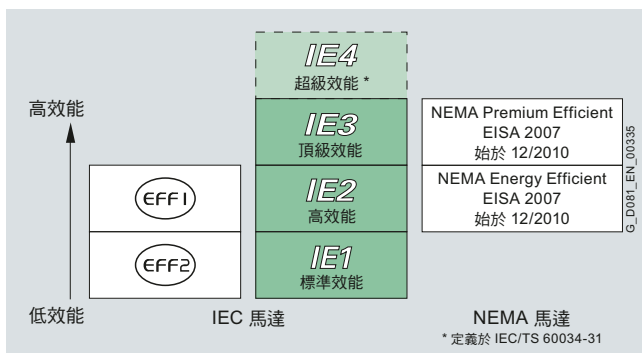 IE4
超級效能 *
高效能
IE3
頂級效能
NEMA Premium Efficient
EISA 2007
始於 12/2010
EFF1
IE2
高效能
NEMA Energy Efficient
EISA 2007
始於 12/2010
EFF2
IE1
標準效能
低效能
IEC 馬達
NEMA 馬達
* 定義於 IEC/TS 60034-31
G_D081_EN_00335